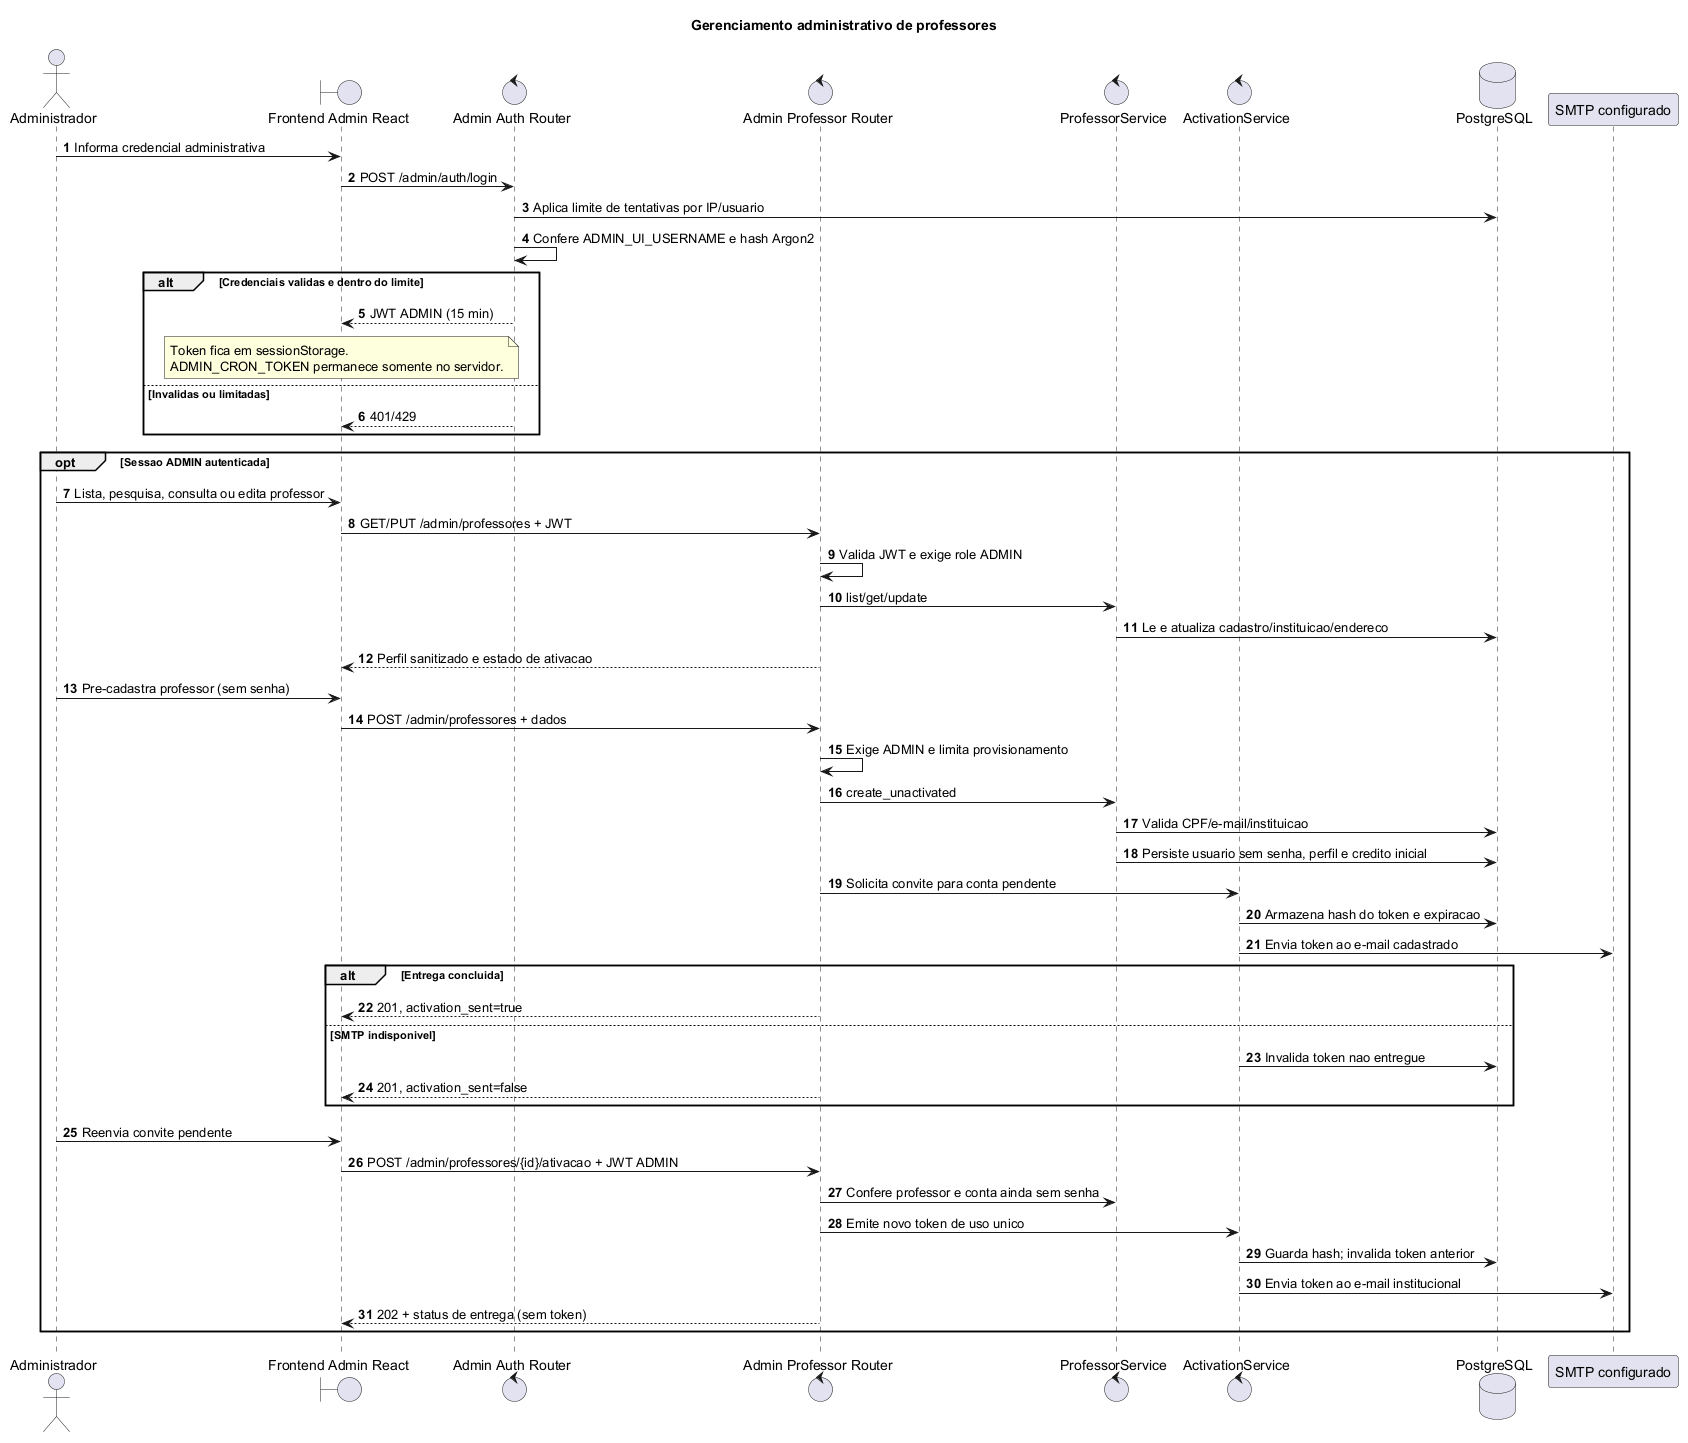 Gerenciamento administrativo de professores
Administrador
Frontend Admin React
Admin Auth Router
Admin Professor Router
ProfessorService
ActivationService
PostgreSQL
SMTP configurado
1 Informa credencial administrativa
2 POST /admin/auth/login
3 Aplica limite de tentativas por IP/usuario
4 Confere ADMIN_UI_USERNAME e hash Argon2
alt [Credenciais validas e dentro do limite]
5 JWT ADMIN (15 min)
Token fica em sessionStorage.
ADMIN_CRON_TOKEN permanece somente no servidor.
[Invalidas ou limitadas]
6 401/429
opt [Sessao ADMIN autenticada]
7 Lista, pesquisa, consulta ou edita professor
8 GET/PUT /admin/professores + JWT
9 Valida JWT e exige role ADMIN
10 list/get/update
11 Le e atualiza cadastro/instituicao/endereco
12 Perfil sanitizado e estado de ativacao
13 Pre-cadastra professor (sem senha)
14 POST /admin/professores + dados
15 Exige ADMIN e limita provisionamento
16 create_unactivated
17 Valida CPF/e-mail/instituicao
18 Persiste usuario sem senha, perfil e credito inicial
19 Solicita convite para conta pendente
20 Armazena hash do token e expiracao
21 Envia token ao e-mail cadastrado
alt [Entrega concluida]
22 201, activation_sent=true
[SMTP indisponivel]
23 Invalida token nao entregue
24 201, activation_sent=false
25 Reenvia convite pendente
26 POST /admin/professores/{id}/ativacao + JWT ADMIN
27 Confere professor e conta ainda sem senha
28 Emite novo token de uso unico
29 Guarda hash; invalida token anterior
30 Envia token ao e-mail institucional
31 202 + status de entrega (sem token)
Administrador
Frontend Admin React
Admin Auth Router
Admin Professor Router
ProfessorService
ActivationService
PostgreSQL
SMTP configurado